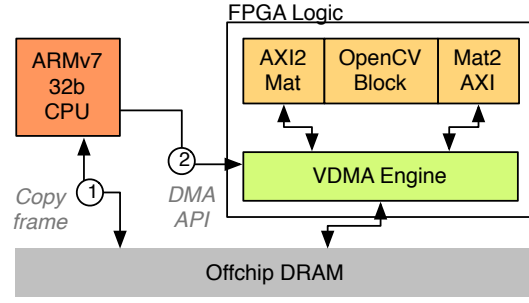 FPGA Logic
ARMv7
32b
CPU
AXI2
Mat
OpenCV
Block
Mat2
AXI
1
2
Copy
frame
DMA
API
VDMA Engine
Offchip DRAM